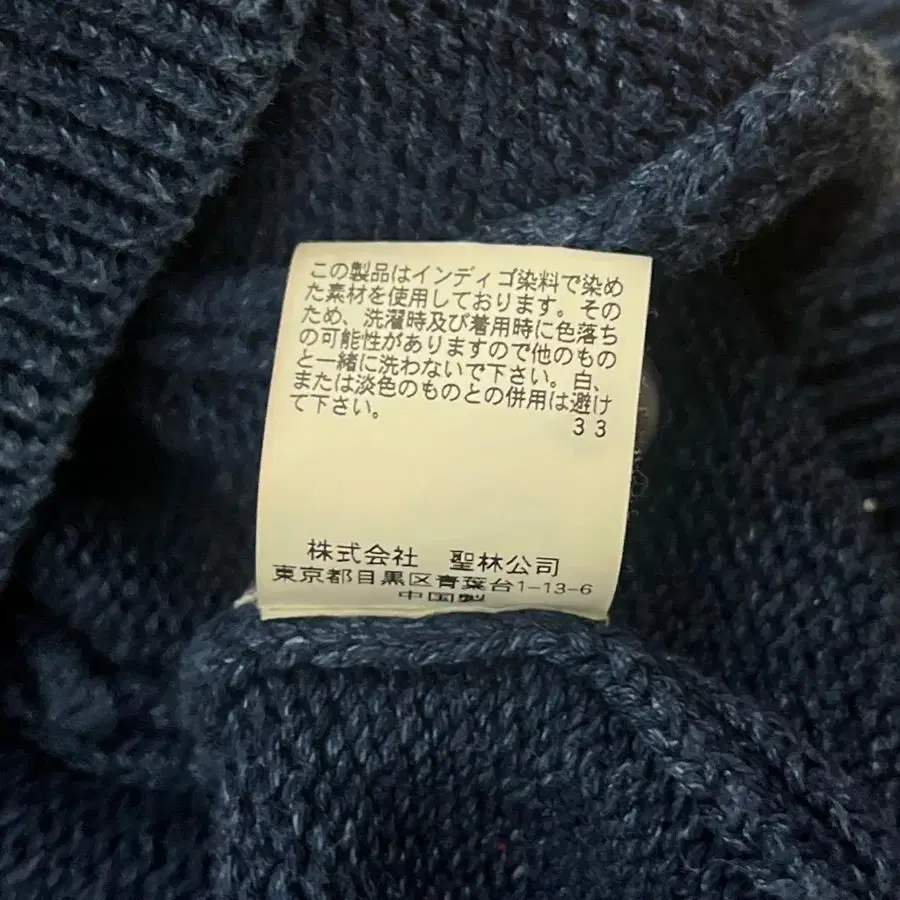 この製品はインディゴ染料で染め
た素材を使用しております。その
ため、洗濯時及び着用時に色落ち
の可能性がありますので他のもの
と一緒に洗わないで下さい。白、
または淡色のものとの併用は避け
て下さい。
33
株式会社　聖林公司
東京都目黒区青葉台1-13-6
中国製